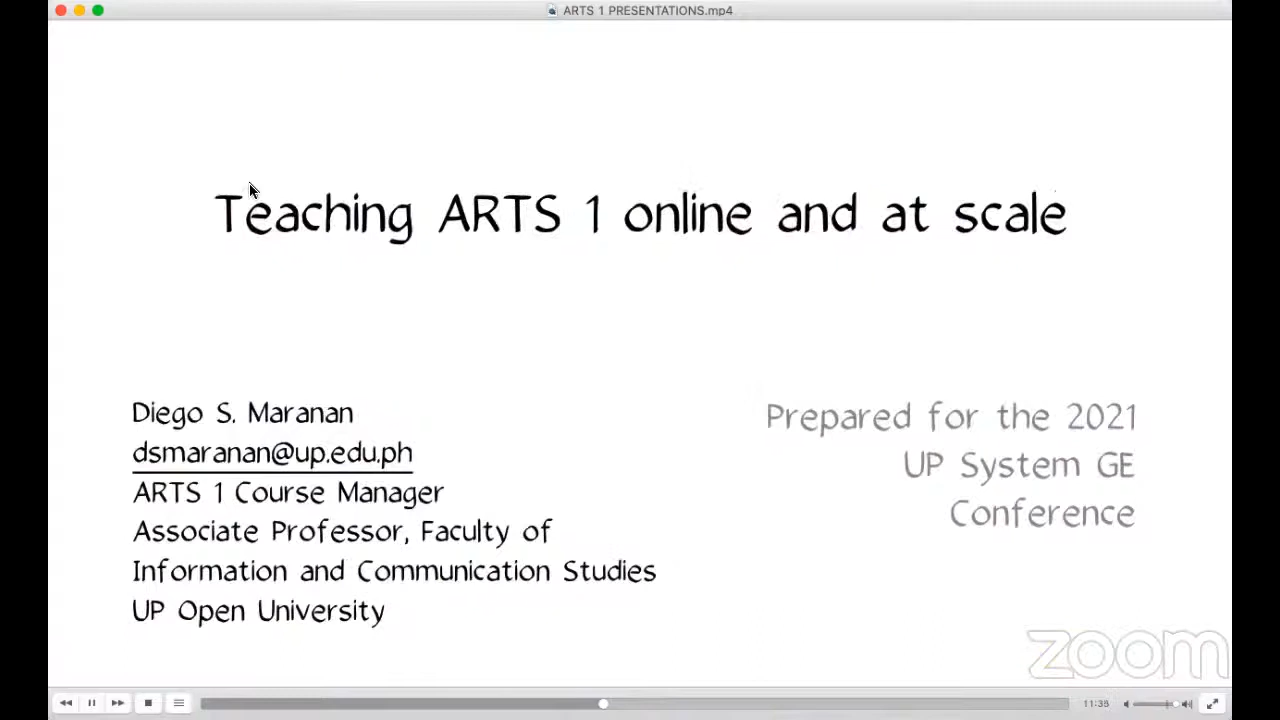 ARTS 1 PRESENTATIONS.mp4
Teaching ARTS 1 online and at scale
Diego S. Maranan
dsmaranan@up.edu.ph
ARTS 1 Course Manager
Associate Professor, Faculty of
Information and Communication Studies
UP Open University
Prepared for the 2021
UP System GE
Conference
zoom
11:35